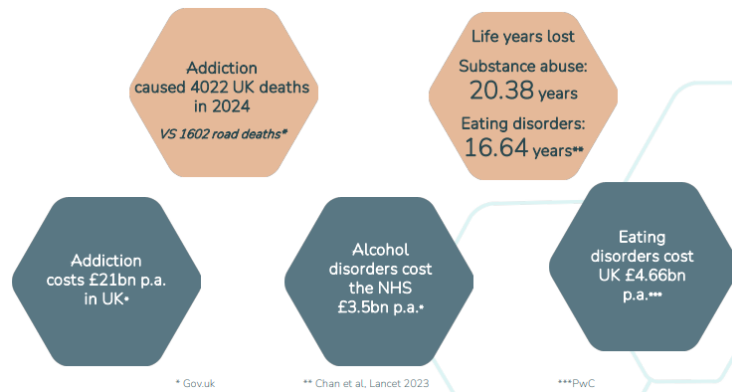 Addiction
caused 4022 UK deaths
in 2024
VS 1602 road deaths*
Life years lost
Substance abuse:
20.38 years
Eating disorders:
16.64 years**
Addiction
costs £21bn p.a.
in UK*
Alcohol
disorders cost
the NHS
£3.5bn p.a.*
Eating
disorders cost
UK £4.66bn
p.a.***
* Gov.uk
** Chan et al, Lancet 2023
***PwC